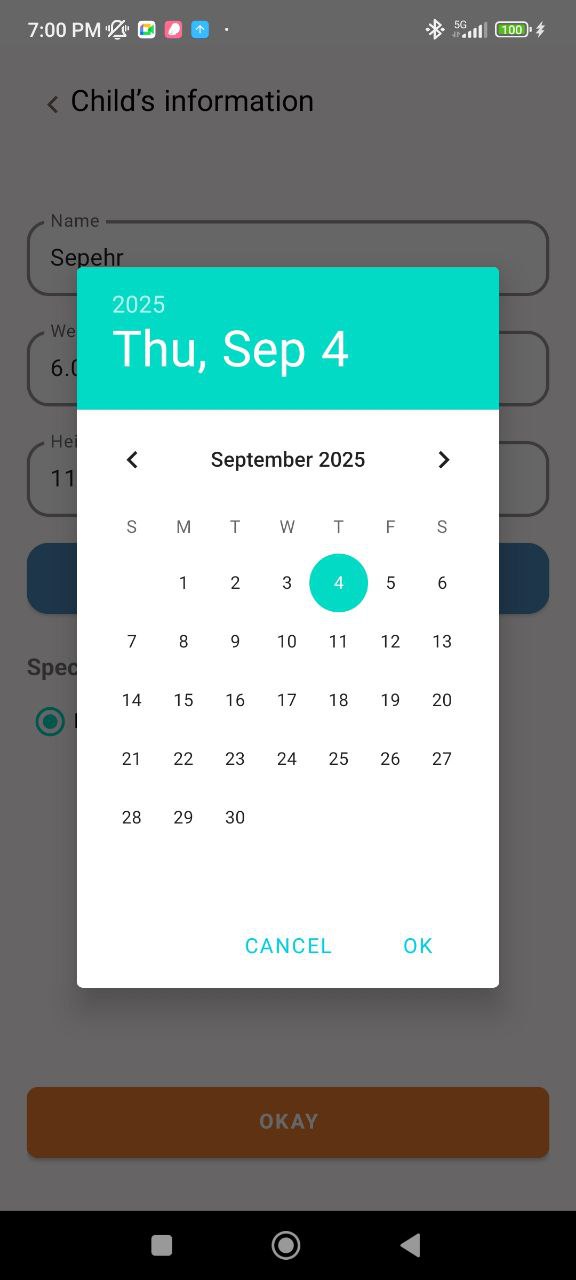 7:00 PM
5G
100
Child's information
Name
Sepehr
2025
Thu, Sep 4
September 2025
S M T W T F S
1 2 3 4 5 6
7 8 9 10 11 12 13
14 15 16 17 18 19 20
21 22 23 24 25 26 27
28 29 30
CANCEL OK
OKAY